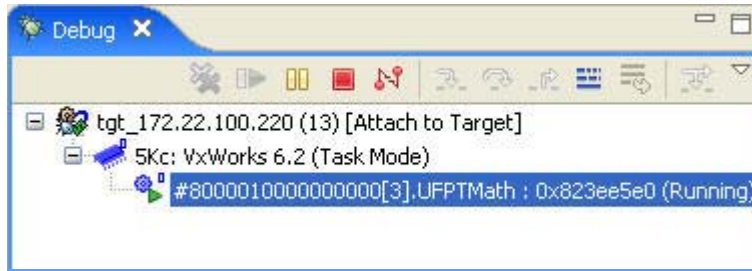 Debug
tgt_172.22.100.220 (13) [Attach to Target]
5Kc: VxWorks 6.2 (Task Mode)
#8000010000000000[3].UFPTMath : 0x823ee5e0 (Running)